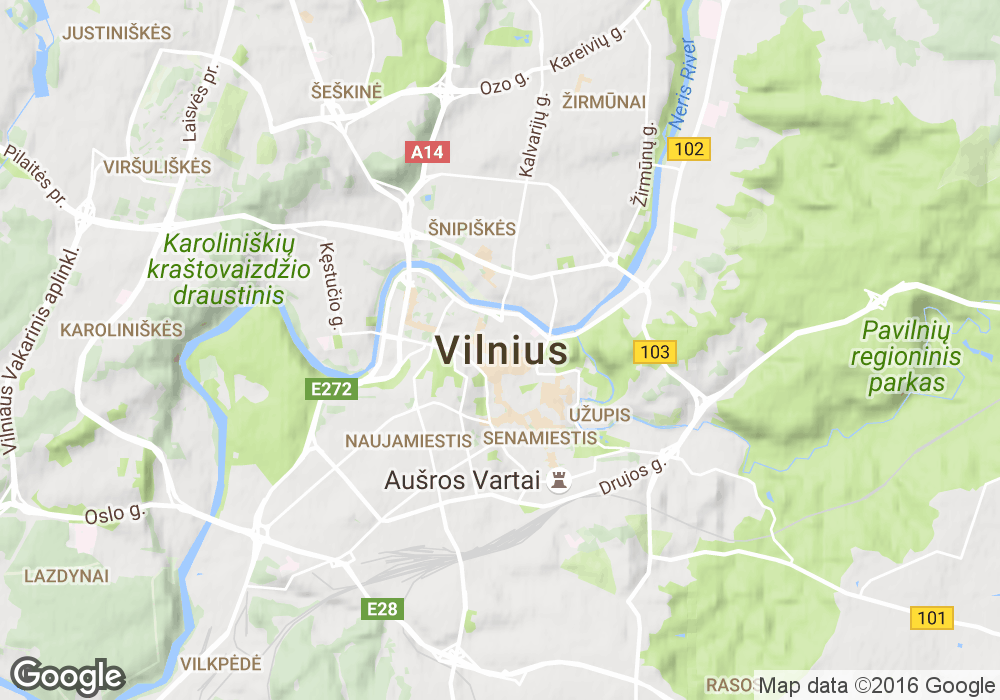 JUSTINIŠKĖS
Laisvės pr.
ŠEŠKINĖ
Ozo g.
Kareivių g.
ŽIRMŪNAI
Neris River
Kalvarijų g.
Žirmūnų g.
A14
102
Pilaitės pr.
VIRŠULIŠKĖS
ŠNIPIŠKĖS
Karoliniškių
kraštovaizdžio
draustinis
Kęstučio g.
Vilniaus Vakarinis aplinkl.
KAROLINIŠKĖS
Vilnius
103
Pavilnių
regioninis
parkas
E272
UŽUPIS
NAUJAMIESTIS
SENAMIESTIS
Aušros Vartai
Drujos g.
Oslo g.
LAZDYNAI
E28
101
VILKPĖDĖ
Google
RASOS
Map data ©2016 Google